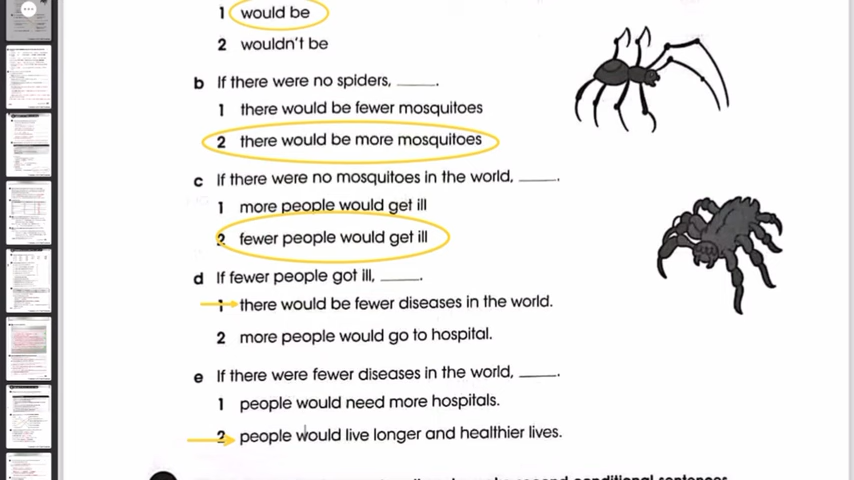 1 would be
2 wouldn't be
b If there were no spiders, ______.
1 there would be fewer mosquitoes
2 there would be more mosquitoes
c If there were no mosquitoes in the world, ______.
1 more people would get ill
2 fewer people would get ill
d If fewer people got ill, ______.
1 there would be fewer diseases in the world.
2 more people would go to hospital.
e If there were fewer diseases in the world, ______.
1 people would need more hospitals.
2 people would live longer and healthier lives.
second conditional sentences